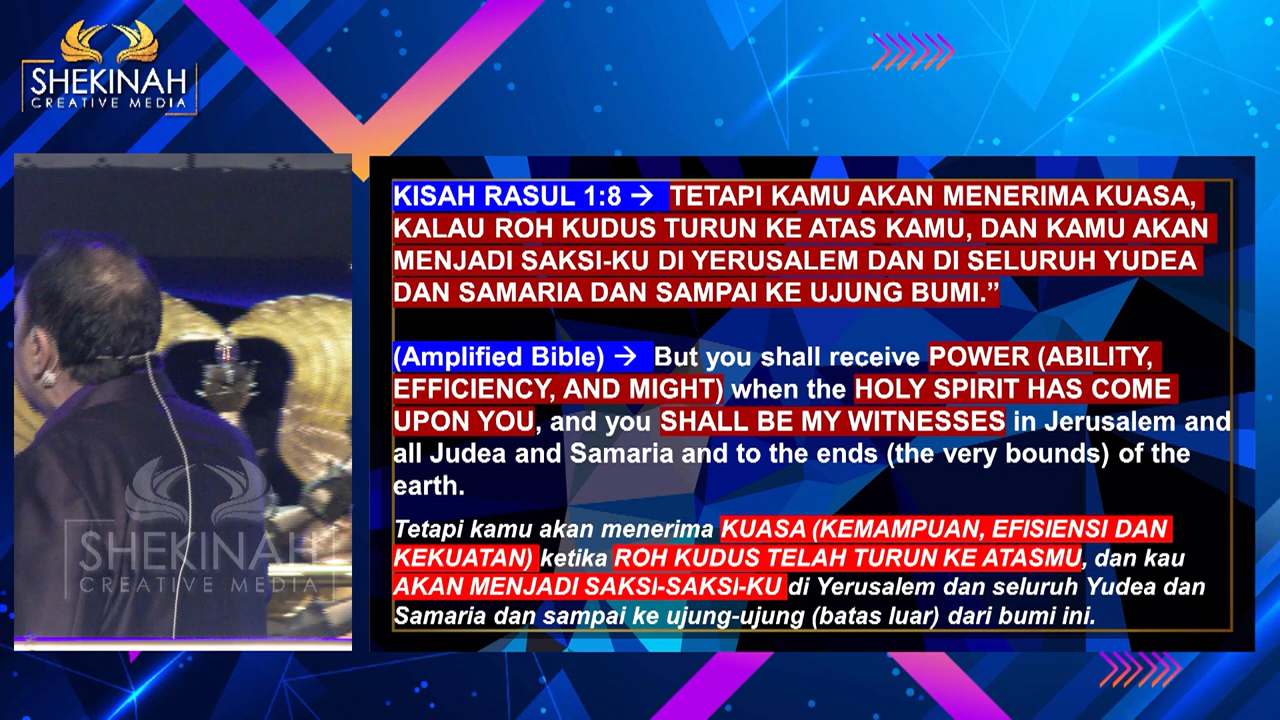 SHEKINAH
CREATIVE MEDIA
KISAH RASUL 1:8 → TETAPI KAMU AKAN MENERIMA KUASA,
KALAU ROH KUDUS TURUN KE ATAS KAMU, DAN KAMU AKAN
MENJADI SAKSI-KU DI YERUSALEM DAN DI SELURUH YUDEA
DAN SAMARIA DAN SAMPAI KE UJUNG BUMI.”
(Amplified Bible) → But you shall receive POWER (ABILITY,
EFFICIENCY, AND MIGHT) when the HOLY SPIRIT HAS COME
UPON YOU, and you SHALL BE MY WITNESSES in Jerusalem and
all Judea and Samaria and to the ends (the very bounds) of the
earth.
Tetapi kamu akan menerima KUASA (KEMAMPUAN, EFISIENSI DAN
KEKUATAN) ketika ROH KUDUS TELAH TURUN KE ATASMU, dan kau
AKAN MENJADI SAKSI-SAKSI-KU di Yerusalem dan seluruh Yudea dan
Samaria dan sampai ke ujung-ujung (batas luar) dari bumi ini.
SHEKINAH
CREATIVE MEDIA